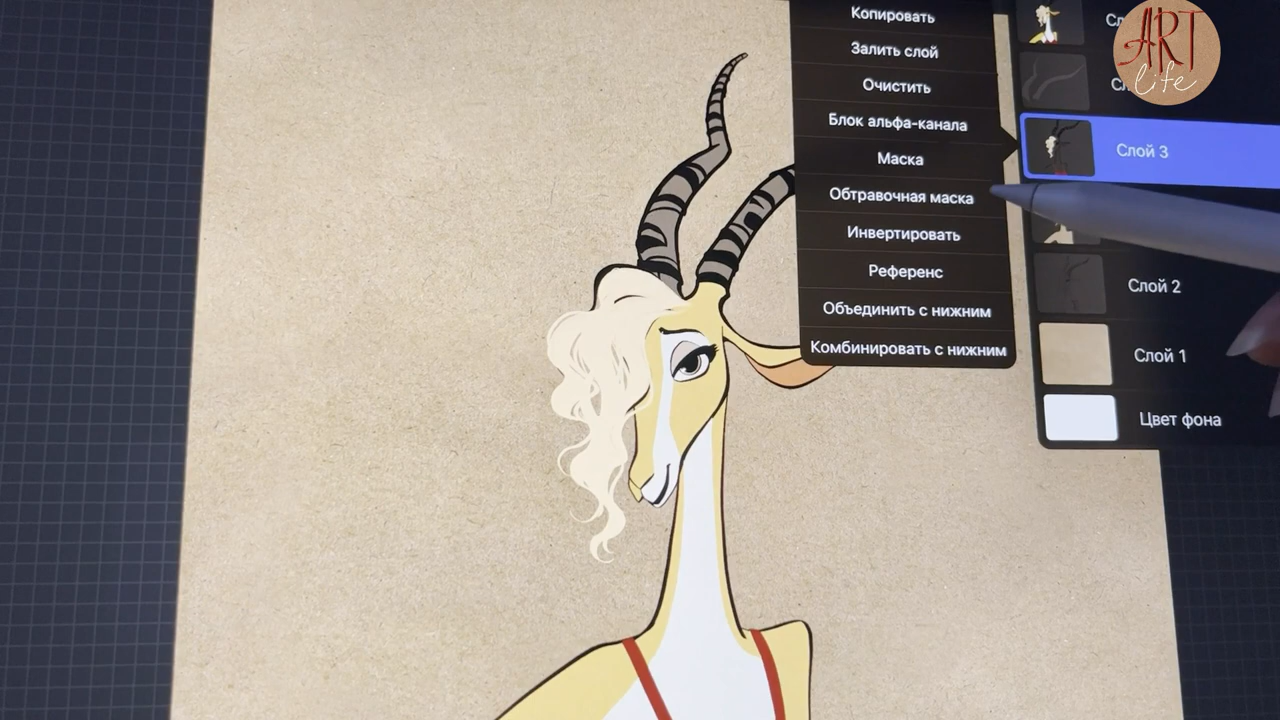 Копировать
Залить слой
Очистить
Блок альфа-канала
Маска
Обтравочная маска
Инвертировать
Референс
Объединить с нижним
Комбинировать с нижним
ART
life
Слой 3
Слой 2
Слой 1
Цвет фона